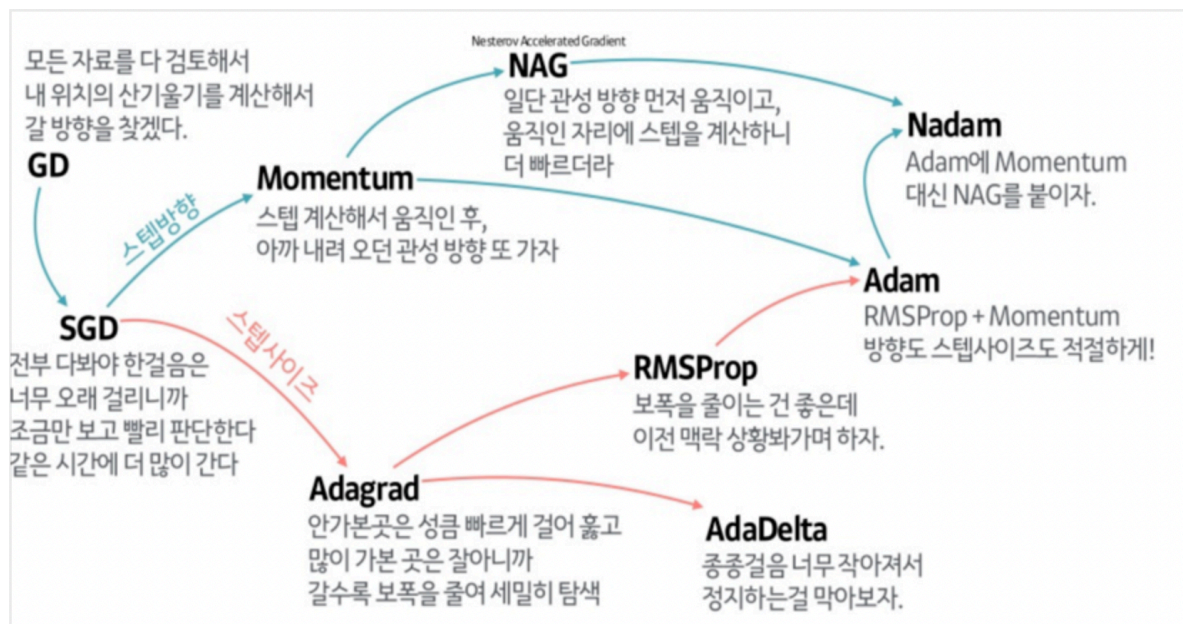 모든 자료를 다 검토해서
내 위치의 산기울기를 계산해서
갈 방향을 찾겠다.
GD
스텝방향
SGD
전부 다봐야 한걸음은
너무 오래 걸리니까
조금만 보고 빨리 판단한다
같은 시간에 더 많이 간다
Momentum
스텝 계산해서 움직인 후,
아까 내려 오던 관성 방향 또 가자
Nesterov Accelerated Gradient
NAG
일단 관성 방향 먼저 움직이고,
움직인 자리에 스텝을 계산하니
더 빠르더라
Nadam
Adam에 Momentum
대신 NAG를 붙이자.
Adam
RMSProp + Momentum
방향도 스텝사이즈도 적절하게!
스텝사이즈
Adagrad
안가본곳은 성큼 빠르게 걸어 훓고
많이 가본 곳은 잘아니까
갈수록 보폭을 줄여 세밀히 탐색
RMSProp
보폭을 줄이는 건 좋은데
이전 맥락 상황봐가며 하자.
AdaDelta
종종걸음 너무 작아져서
정지하는걸 막아보자.